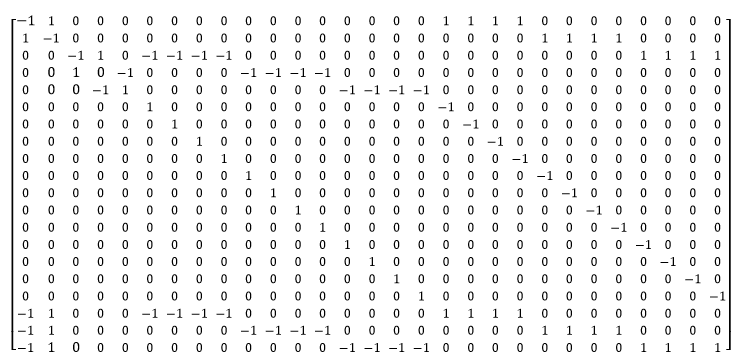 −1 1 0 0 0 0 0 0 0 0 0 0 0 0 0 0 0 1 1 1 1 0 0 0 0 0 0 0 0
1 −1 0 0 0 0 0 0 0 0 0 0 0 0 0 0 0 0 0 0 0 1 1 1 1 0 0 0 0
0 0 −1 1 0 −1 −1 −1 −1 0 0 0 0 0 0 0 0 0 0 0 0 0 0 0 0 1 1 1 1
0 0 1 0 −1 0 0 0 0 −1 −1 −1 −1 0 0 0 0 0 0 0 0 0 0 0 0 0 0 0 0
0 0 0 −1 1 0 0 0 0 0 0 0 0 −1 −1 −1 −1 0 0 0 0 0 0 0 0 0 0 0 0
0 0 0 0 0 1 0 0 0 0 0 0 0 0 0 0 0 −1 0 0 0 0 0 0 0 0 0 0 0
0 0 0 0 0 0 1 0 0 0 0 0 0 0 0 0 0 0 −1 0 0 0 0 0 0 0 0 0 0
0 0 0 0 0 0 0 1 0 0 0 0 0 0 0 0 0 0 0 −1 0 0 0 0 0 0 0 0 0
0 0 0 0 0 0 0 0 1 0 0 0 0 0 0 0 0 0 0 0 −1 0 0 0 0 0 0 0 0
0 0 0 0 0 0 0 0 0 1 0 0 0 0 0 0 0 0 0 0 0 −1 0 0 0 0 0 0 0
0 0 0 0 0 0 0 0 0 0 1 0 0 0 0 0 0 0 0 0 0 0 −1 0 0 0 0 0 0
0 0 0 0 0 0 0 0 0 0 0 1 0 0 0 0 0 0 0 0 0 0 0 −1 0 0 0 0 0
0 0 0 0 0 0 0 0 0 0 0 0 1 0 0 0 0 0 0 0 0 0 0 0 −1 0 0 0 0
0 0 0 0 0 0 0 0 0 0 0 0 0 1 0 0 0 0 0 0 0 0 0 0 0 −1 0 0 0
0 0 0 0 0 0 0 0 0 0 0 0 0 0 1 0 0 0 0 0 0 0 0 0 0 0 −1 0 0
0 0 0 0 0 0 0 0 0 0 0 0 0 0 0 1 0 0 0 0 0 0 0 0 0 0 0 −1 0
0 0 0 0 0 0 0 0 0 0 0 0 0 0 0 0 1 0 0 0 0 0 0 0 0 0 0 0 −1
−1 1 0 0 0 −1 −1 −1 −1 0 0 0 0 0 0 0 0 1 1 1 1 0 0 0 0 0 0 0 0
−1 1 0 0 0 0 0 0 0 −1 −1 −1 −1 0 0 0 0 0 0 0 0 1 1 1 1 0 0 0 0
−1 1 0 0 0 0 0 0 0 0 0 0 0 −1 −1 −1 −1 0 0 0 0 0 0 0 0 1 1 1 1